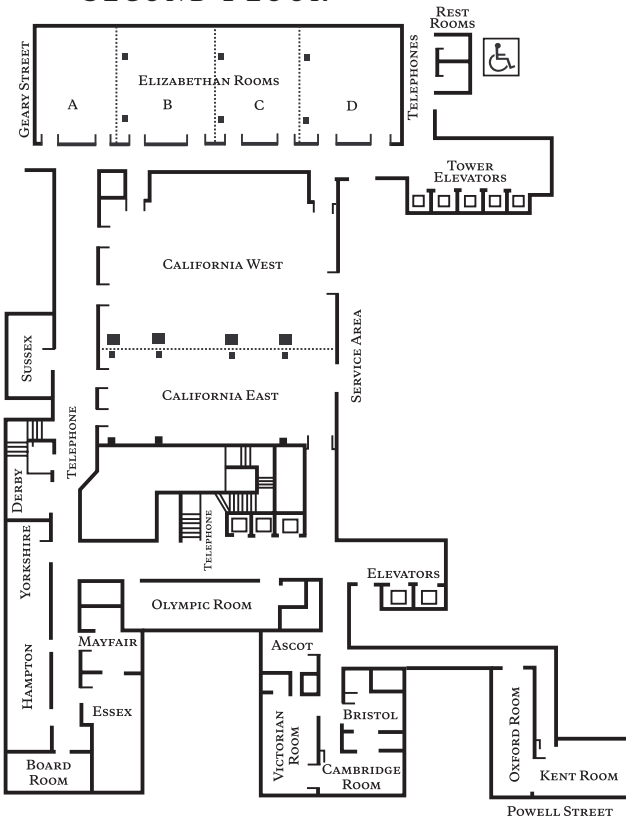 SECOND FLOOR
REST
ROOMS
GEARY STREET
TELEPHONES
ELIZABETHAN ROOMS
A
B
C
D
TOWER
ELEVATORS
CALIFORNIA WEST
SUSSEX
SERVICE AREA
CALIFORNIA EAST
TELEPHONE
DERBY
TELEPHONE
YORKSHIRE
ELEVATORS
OLYMPIC ROOM
MAYFAIR
ASCOT
HAMPTON
ESSEX
BRISTOL
VICTORIAN
ROOM
OXFORD ROOM
BOARD
ROOM
CAMBRIDGE
ROOM
KENT ROOM
POWELL STREET